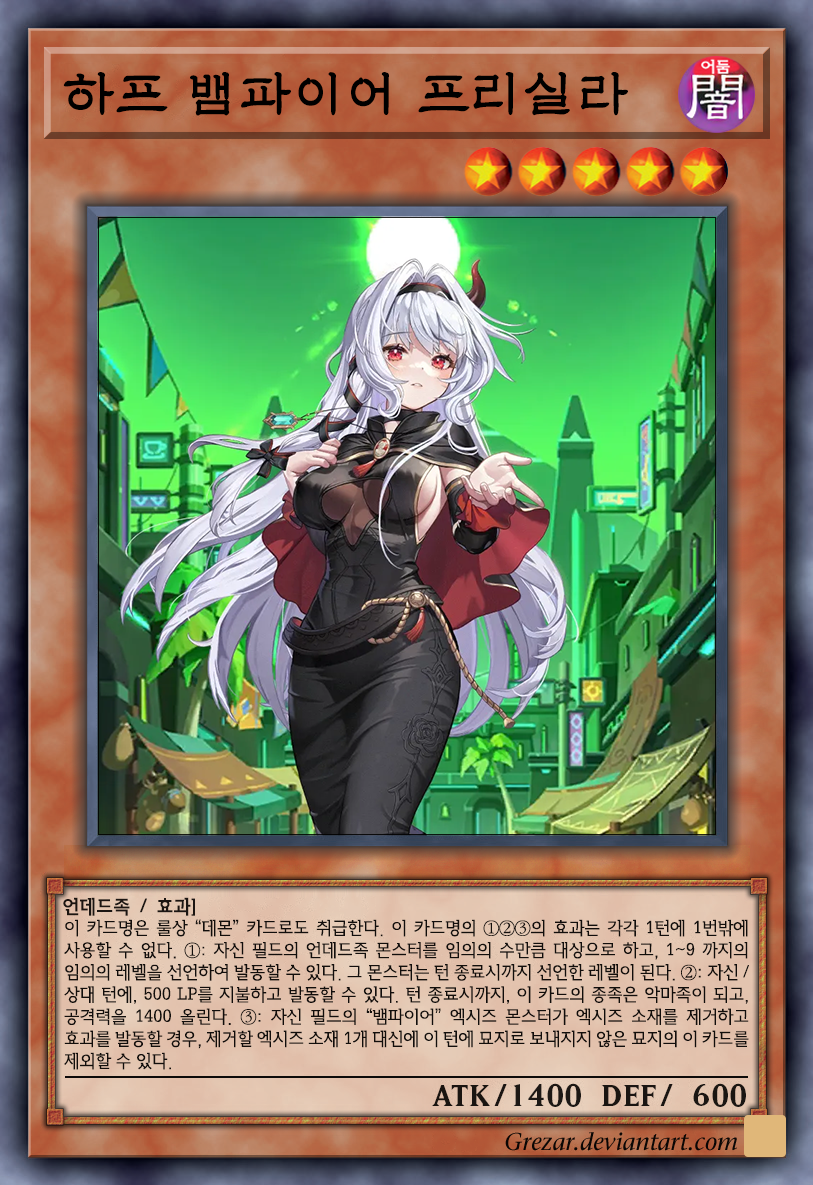 하프 뱀파이어 프리실라
어둠
闇
언데드족 / 효과]
이 카드명은 룰상 “데몬” 카드로도 취급한다. 이 카드명의 ①②③의 효과는 각각 1턴에 1번밖에
사용할 수 없다. ①: 자신 필드의 언데드족 몬스터를 임의의 수만큼 대상으로 하고, 1~9 까지의
임의의 레벨을 선언하여 발동할 수 있다. 그 몬스터는 턴 종료시까지 선언한 레벨이 된다. ②: 자신 /
상대 턴에, 500 LP를 지불하고 발동할 수 있다. 턴 종료시까지, 이 카드의 종족은 악마족이 되고,
공격력을 1400 올린다. ③: 자신 필드의 “뱀파이어” 엑시즈 몬스터가 엑시즈 소재를 제거하고
효과를 발동할 경우, 제거할 엑시즈 소재 1개 대신에 이 턴에 묘지로 보내지지 않은 묘지의 이 카드를
제외할 수 있다.
ATK/1400 DEF/ 600
Grezar.deviantart.com